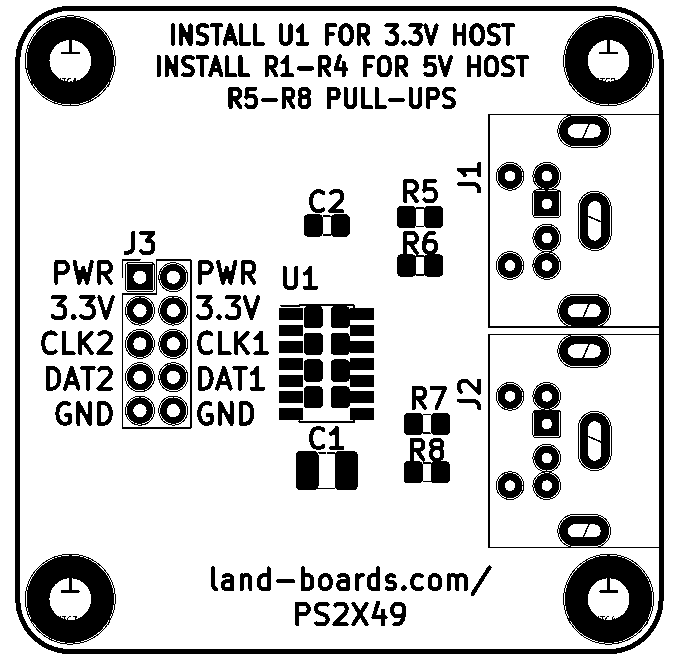 INSTALL U1 FOR 3.3V HOST
INSTALL R1-R4 FOR 5V HOST
R5-R8 PULL-UPS
J1
C2
R5
R6
J3
U1
PWR PWR
3.3V 3.3V
CLK2 CLK1
DAT2 DAT1
GND GND
J2
R7
C1
R8
land-boards.com/
PS2X49